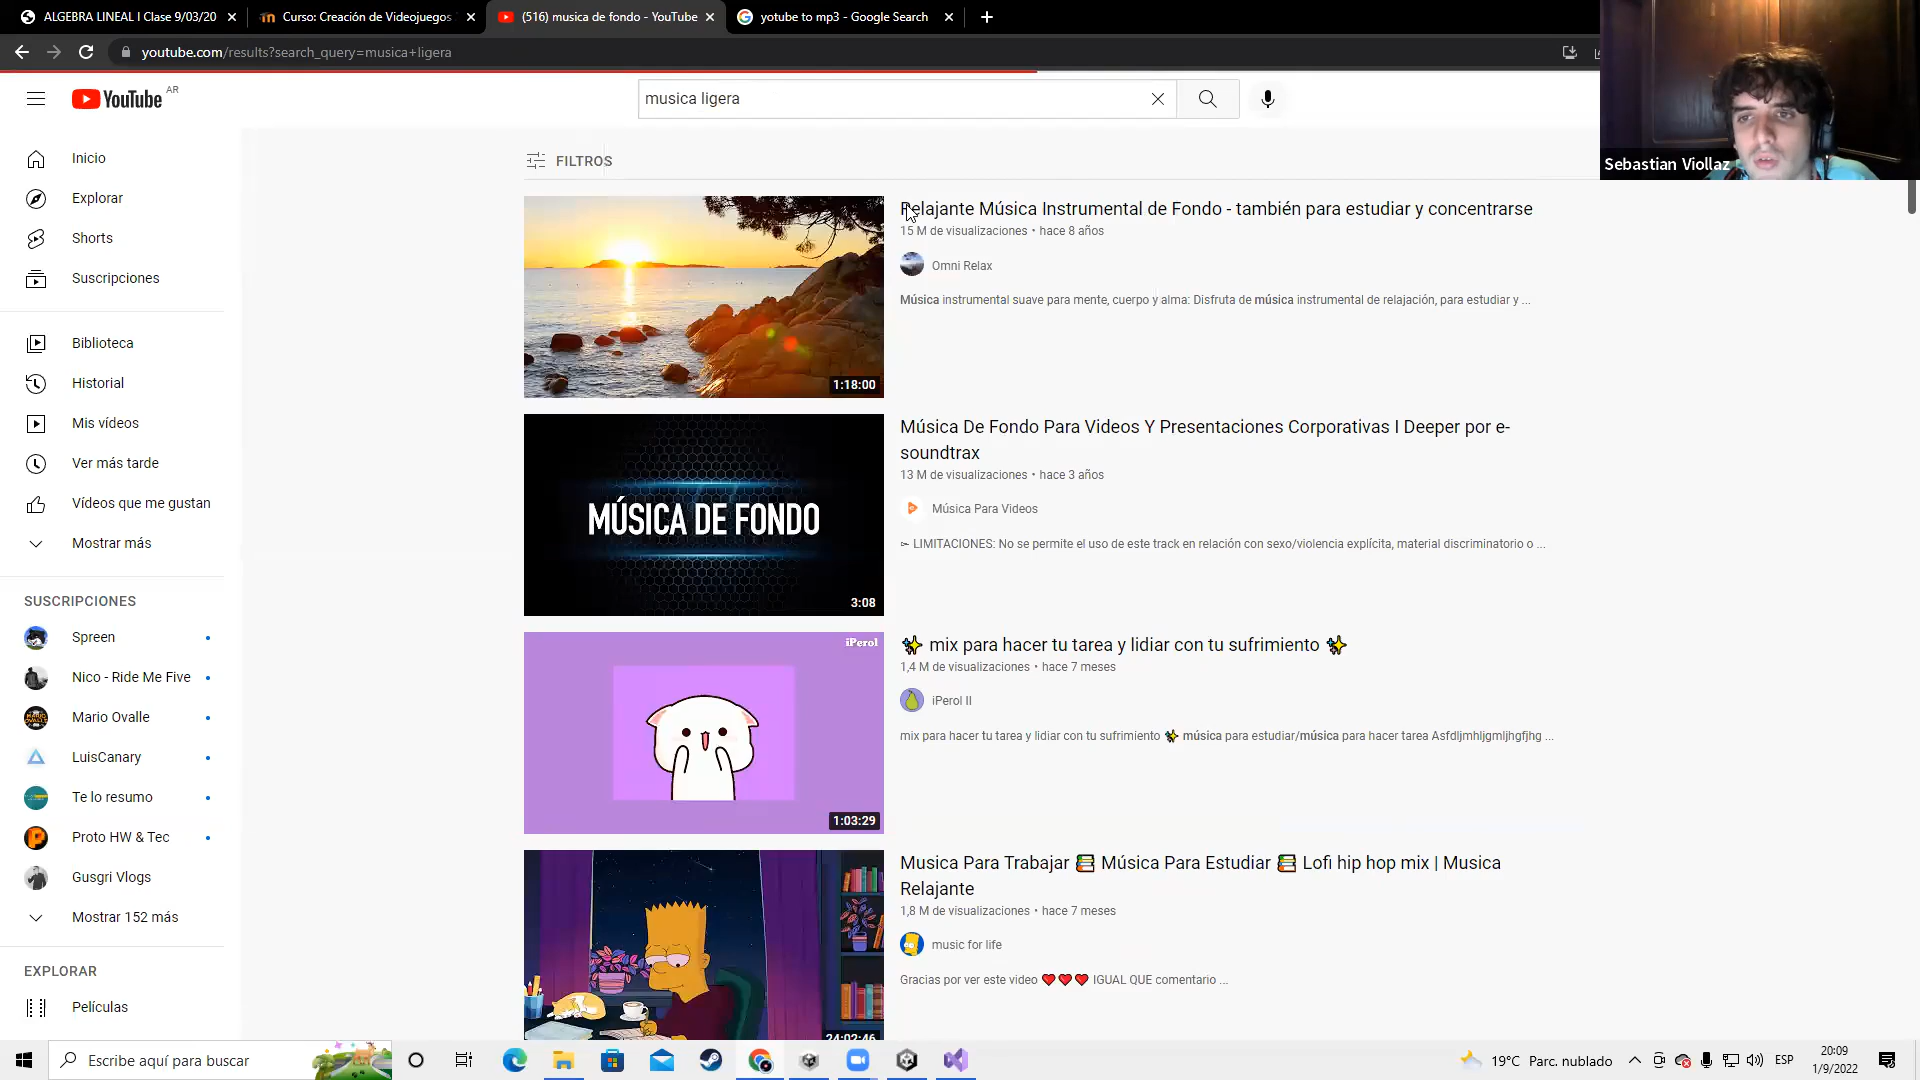 ALGEBRA LINEAL I Clase 9/03/20
Curso: Creación de Videojuegos
(516) musica de fondo - YouTube
yotube to mp3 - Google Search
youtube.com/results?search_query=musica+ligera
YouTube AR
musica ligera
Sebastian Viollaz
Inicio
Explorar
Shorts
Suscripciones
Biblioteca
Historial
Mis vídeos
Ver más tarde
Vídeos que me gustan
Mostrar más
SUSCRIPCIONES
Spreen
Nico - Ride Me Five
Mario Ovalle
LuisCanary
Te lo resumo
Proto HW & Tec
Gusgri Vlogs
Mostrar 152 más
EXPLORAR
Películas
FILTROS
1:18:00
Relajante Música Instrumental de Fondo - también para estudiar y concentrarse
15 M de visualizaciones • hace 8 años
Omni Relax
Música instrumental suave para mente, cuerpo y alma: Disfruta de música instrumental de relajación, para estudiar y ...
MÚSICA DE FONDO
3:08
Música De Fondo Para Videos Y Presentaciones Corporativas I Deeper por e-
soundtrax
13 M de visualizaciones • hace 3 años
Música Para Videos
➳ LIMITACIONES: No se permite el uso de este track en relación con sexo/violencia explícita, material discriminatorio o ...
iPerol
1:03:29
✨ mix para hacer tu tarea y lidiar con tu sufrimiento ✨
1,4 M de visualizaciones • hace 7 meses
iPerol II
mix para hacer tu tarea y lidiar con tu sufrimiento ✨ música para estudiar/música para hacer tarea Asfdljmhljgmljhgfjhg ...
24:02:46
Musica Para Trabajar 📚 Música Para Estudiar 📚 Lofi hip hop mix | Musica
Relajante
1,8 M de visualizaciones • hace 7 meses
music for life
Gracias por ver este video ❤️❤️❤️ IGUAL QUE comentario ...
Escribe aquí para buscar
19°C Parc. nublado
ESP
20:09
1/9/2022